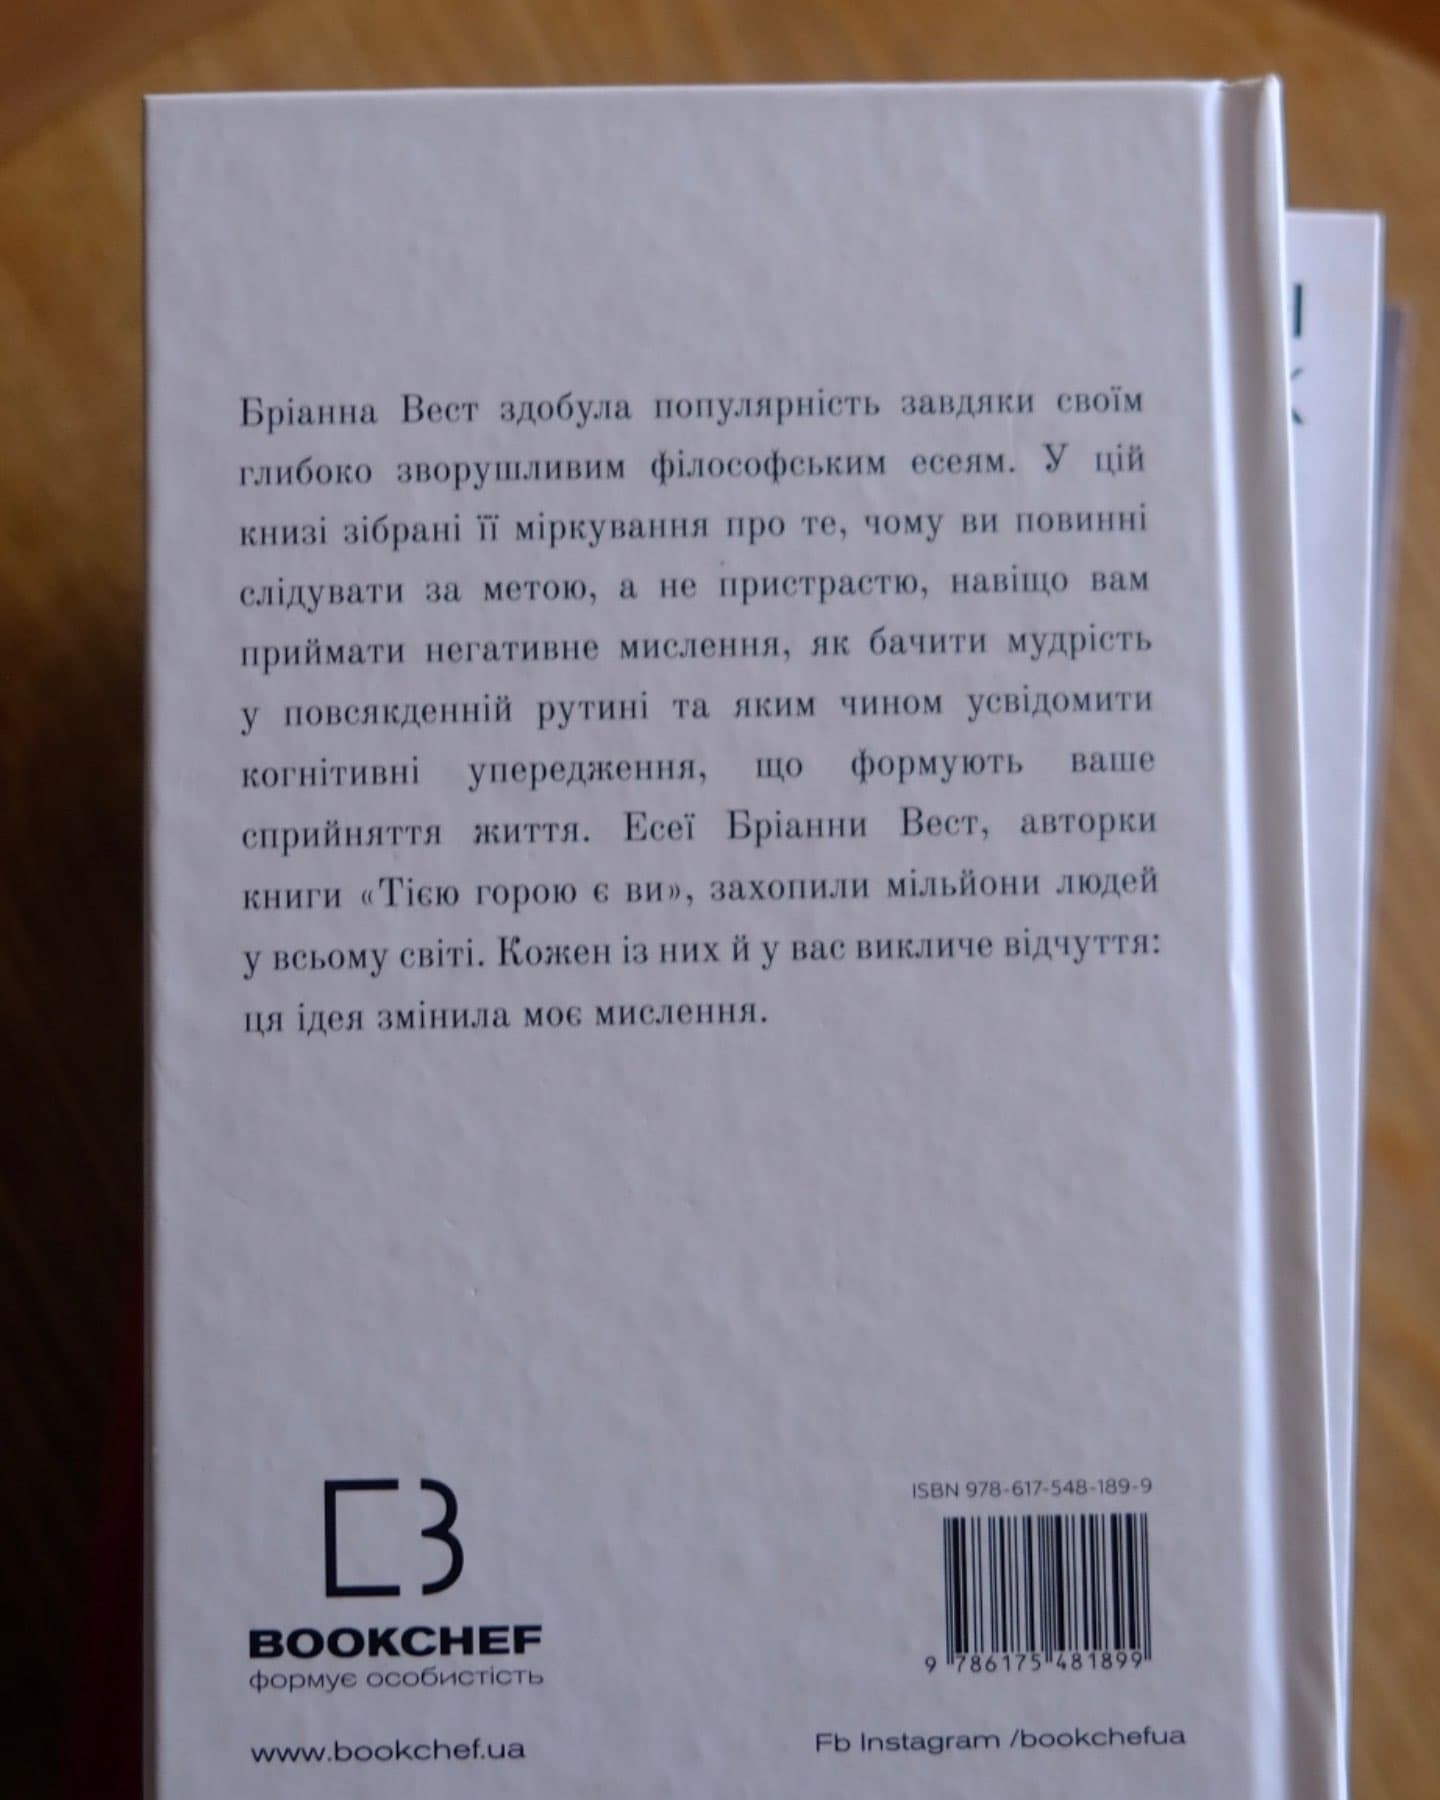 Бріанна Вест здобула популярність завдяки своїм
глибоко зворушливим філософським есеям. У цій
книзі зібрані її міркування про те, чому ви повинні
слідувати за метою, а не пристрастю, навіщо вам
приймати негативне мислення, як бачити мудрість
у повсякденній рутині та яким чином усвідомити
когнітивні упередження, що формують ваше
сприйняття життя. Есеї Бріанни Вест, авторки
книги «Тією горою є ви», захопили мільйони людей
у всьому світі. Кожен із них й у вас викличе відчуття:
ця ідея змінила моє мислення.
ISBN 978-617-548-189-9
9 786175 481899
BOOKCHEF
формує особистість
www.bookchef.ua
Fb Instagram /bookchefua